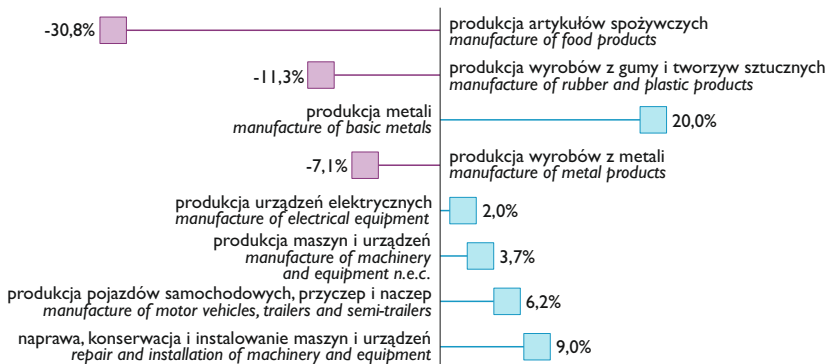 -30,8%
produkcja artykułów spożywczych
manufacture of food products
-11,3%
produkcja wyrobów z gumy i tworzyw sztucznych
manufacture of rubber and plastic products
produkcja metali
manufacture of basic metals
20,0%
-7,1%
produkcja wyrobów z metali
manufacture of metal products
produkcja urządzeń elektrycznych
manufacture of electrical equipment
2,0%
produkcja maszyn i urządzeń
manufacture of machinery
and equipment n.e.c.
3,7%
produkcja pojazdów samochodowych, przyczep i naczep
manufacture of motor vehicles, trailers and semi-trailers
6,2%
naprawa, konserwacja i instalowanie maszyn i urządzeń
repair and installation of machinery and equipment
9,0%